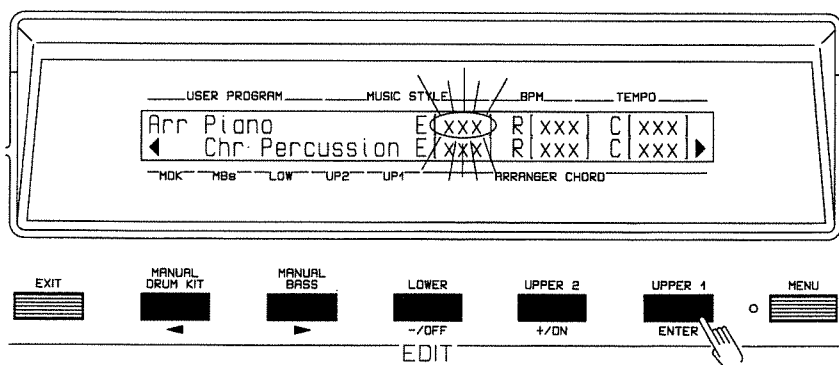 USER PROGRAM MUSIC STYLE BPM TEMPO
Arr Piano E[xxx] R[xxx] C[xxx]
◀ Chr Percussion E[xxx] R[xxx] C[xxx]▶
MDK MBs LOW UP2 UP1 ARRANGER CHORD
EXIT MANUAL DRUM KIT MANUAL BASS LOWER UPPER 2 UPPER 1 MENU
◀ ▶ -/OFF +/ON ENTER
EDIT